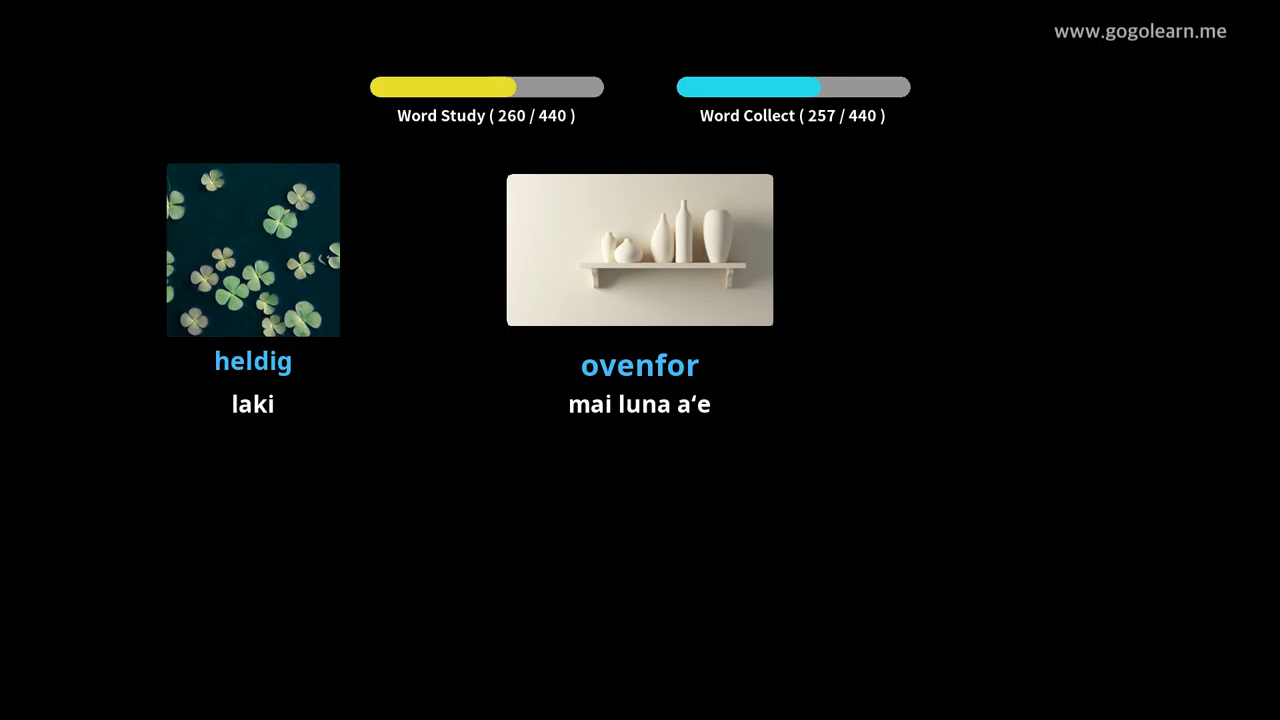 www.gogolearn.me
Word Study ( 260 / 440 )
Word Collect ( 257 / 440 )
heldig
laki
ovenfor
mai luna aʻe